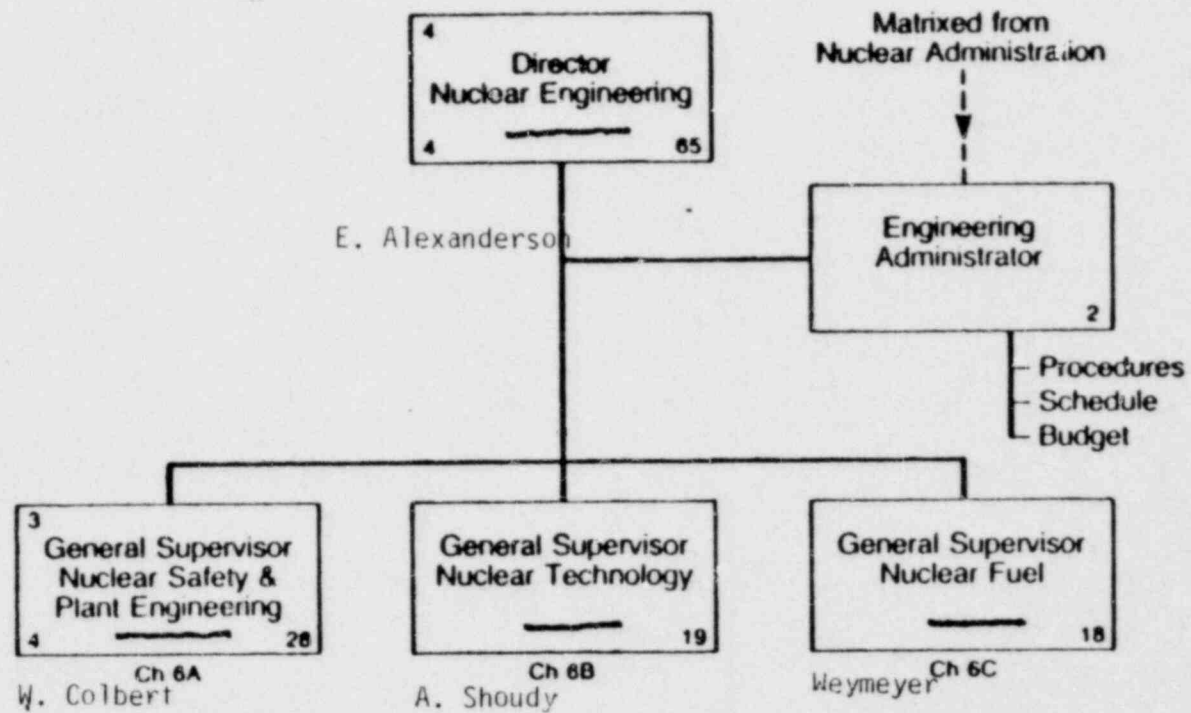 4
Director
Nuclear Engineering
4 65
Matrixed from
Nuclear Administration
E. Alexanderson
Engineering
Administrator
2
Procedures
Schedule
Budget
3
General Supervisor
Nuclear Safety &
Plant Engineering
4 28
Ch 6A
W. Colbert
General Supervisor
Nuclear Technology
19
Ch 6B
A. Shoudy
General Supervisor
Nuclear Fuel
18
Ch 6C
Weymeyer